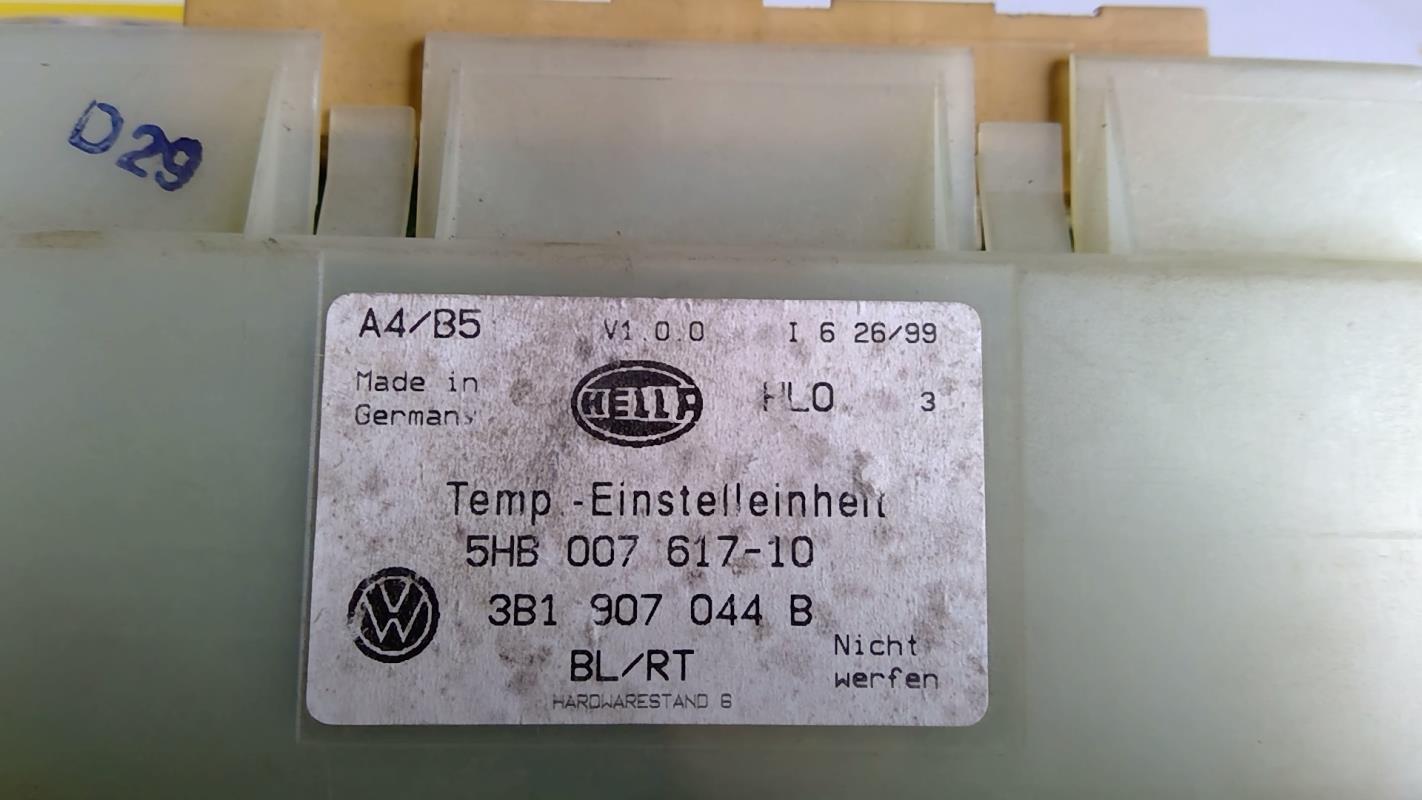 D29
A4/B5 V1.0.0 I 6 26/99
Made in
Germany
HELLA HLO 3
Temp.-Einstelleinheit
5HB 007 617-10
3B1 907 044 B
BL/RT
Nicht
werfen
HARDWARESTAND 6